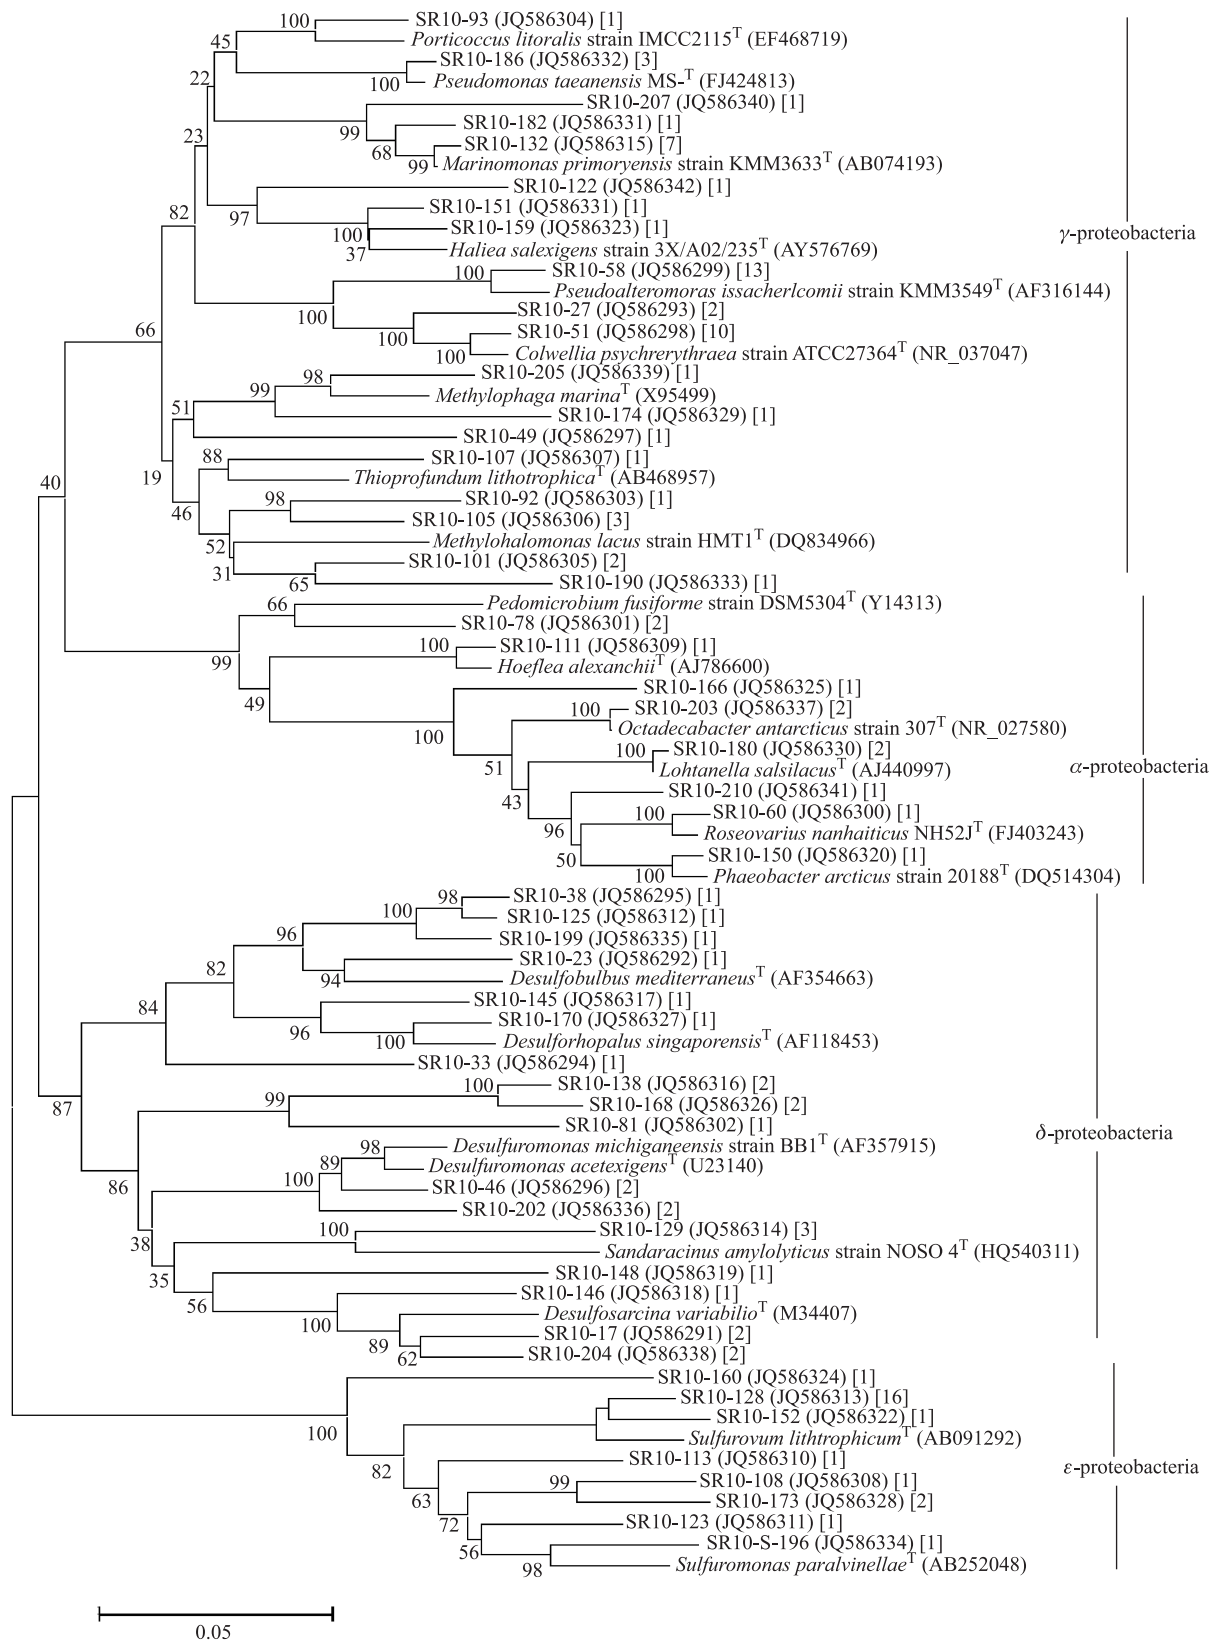 SR10-93 (JQ586304) [1]
100
Porticoccus litoralis strain IMCC2115T (EF468719)
45
SR10-186 (JQ586332) [3]
100
Pseudomonas taeanensis MS-T (FJ424813)
22
SR10-207 (JQ586340) [1]
99
SR10-182 (JQ586331) [1]
68
SR10-132 (JQ586315) [7]
99
Marinomonas primoryensis strain KMM3633T (AB074193)
23
SR10-122 (JQ586342) [1]
97
SR10-151 (JQ586331) [1]
82
SR10-159 (JQ586323) [1]
100
37
Haliea salexigens strain 3X/A02/235T (AY576769)
γ-proteobacteria
100
SR10-58 (JQ586299) [13]
Pseudoalteromoras issacherlcomii strain KMM3549T (AF316144)
100
SR10-27 (JQ586293) [2]
100
SR10-51 (JQ586298) [10]
66
100
Colwellia psychrerythraea strain ATCC27364T (NR_037047)
98
SR10-205 (JQ586339) [1]
99
Methylophaga marinaT (X95499)
51
SR10-174 (JQ586329) [1]
SR10-49 (JQ586297) [1]
88
SR10-107 (JQ586307) [1]
19
Thioprofundum lithotrophicaT (AB468957)
40
98
SR10-92 (JQ586303) [1]
46
SR10-105 (JQ586306) [3]
52
Methylohalomonas lacus strain HMT1T (DQ834966)
SR10-101 (JQ586305) [2]
31
65
SR10-190 (JQ586333) [1]
66
Pedomicrobium fusiforme strain DSM5304T (Y14313)
SR10-78 (JQ586301) [2]
99
100
SR10-111 (JQ586309) [1]
Hoeflea alexanchiiT (AJ786600)
49
SR10-166 (JQ586325) [1]
100
SR10-203 (JQ586337) [2]
100
Octadecabacter antarcticus strain 307T (NR_027580)
100
SR10-180 (JQ586330) [2]
51
Lohtanella salsilacusT (AJ440997)
α-proteobacteria
43
SR10-210 (JQ586341) [1]
100
SR10-60 (JQ586300) [1]
96
Roseovarius nanhaiticus NH52JT (FJ403243)
50
SR10-150 (JQ586320) [1]
100
Phaeobacter arcticus strain 20188T (DQ514304)
98
SR10-38 (JQ586295) [1]
100
SR10-125 (JQ586312) [1]
96
SR10-199 (JQ586335) [1]
82
SR10-23 (JQ586292) [1]
94
Desulfobulbus mediterraneusT (AF354663)
84
SR10-145 (JQ586317) [1]
96
SR10-170 (JQ586327) [1]
100
Desulforhopalus singaporensisT (AF118453)
SR10-33 (JQ586294) [1]
100
SR10-138 (JQ586316) [2]
87
99
SR10-168 (JQ586326) [2]
SR10-81 (JQ586302) [1]
δ-proteobacteria
98
Desulfuromonas michiganeensis strain BB1T (AF357915)
89
Desulfuromonas acetexigensT (U23140)
86
100
SR10-46 (JQ586296) [2]
SR10-202 (JQ586336) [2]
38
100
SR10-129 (JQ586314) [3]
Sandaracinus amylolyticus strain NOSO 4T (HQ540311)
35
SR10-148 (JQ586319) [1]
56
SR10-146 (JQ586318) [1]
100
Desulfosarcina variabilioT (M34407)
89
SR10-17 (JQ586291) [2]
62
SR10-204 (JQ586338) [2]
SR10-160 (JQ586324) [1]
SR10-128 (JQ586313) [16]
100
SR10-152 (JQ586322) [1]
Sulfurovum lithtrophicumT (AB091292)
82
SR10-113 (JQ586310) [1]
ε-proteobacteria
99
SR10-108 (JQ586308) [1]
63
SR10-173 (JQ586328) [2]
72
SR10-123 (JQ586311) [1]
56
SR10-S-196 (JQ586334) [1]
98
Sulfuromonas paralvinellaeT (AB252048)
0.05